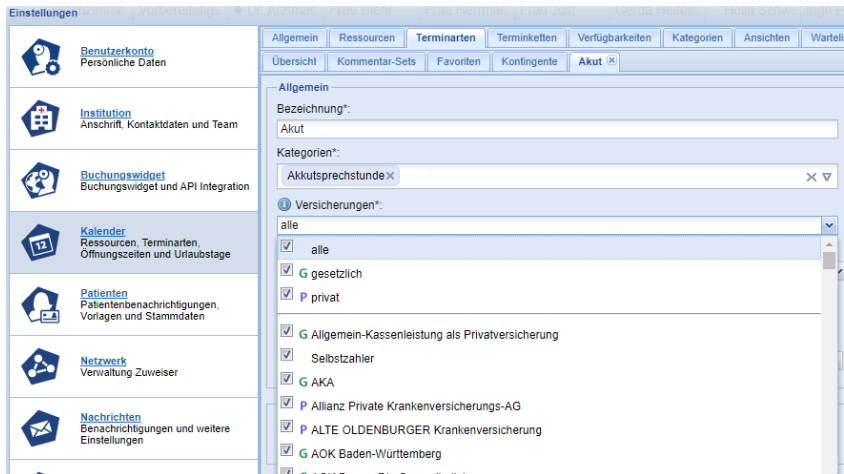 Einstellungen
Benutzerkonto
Persönliche Daten
Institution
Anschrift, Kontaktdaten und Team
Buchungswidget
Buchungswidget und API Integration
Kalender
Ressourcen, Terminarten,
Öffnungszeiten und Urlaubstage
12
Patienten
Patientenbenachrichtigungen,
Vorlagen und Stammdaten
Netzwerk
Verwaltung Zuweiser
Nachrichten
Benachrichtigungen und weitere
Einstellungen
Allgemein Ressourcen Terminarten Terminketten Verfügbarkeiten Kategorien Ansichten Warteli
Übersicht Kommentar-Sets Favoriten Kontingente Akut
Allgemein
Bezeichnung*:
Akut
Kategorien*:
Akkutsprechstunde
Versicherungen*:
alle
alle
G gesetzlich
P privat
G Allgemein-Kassenleistung als Privatversicherung
Selbstzahler
G AKA
P Allianz Private Krankenversicherungs-AG
P ALTE OLDENBURGER Krankenversicherung
G AOK Baden-Württemberg